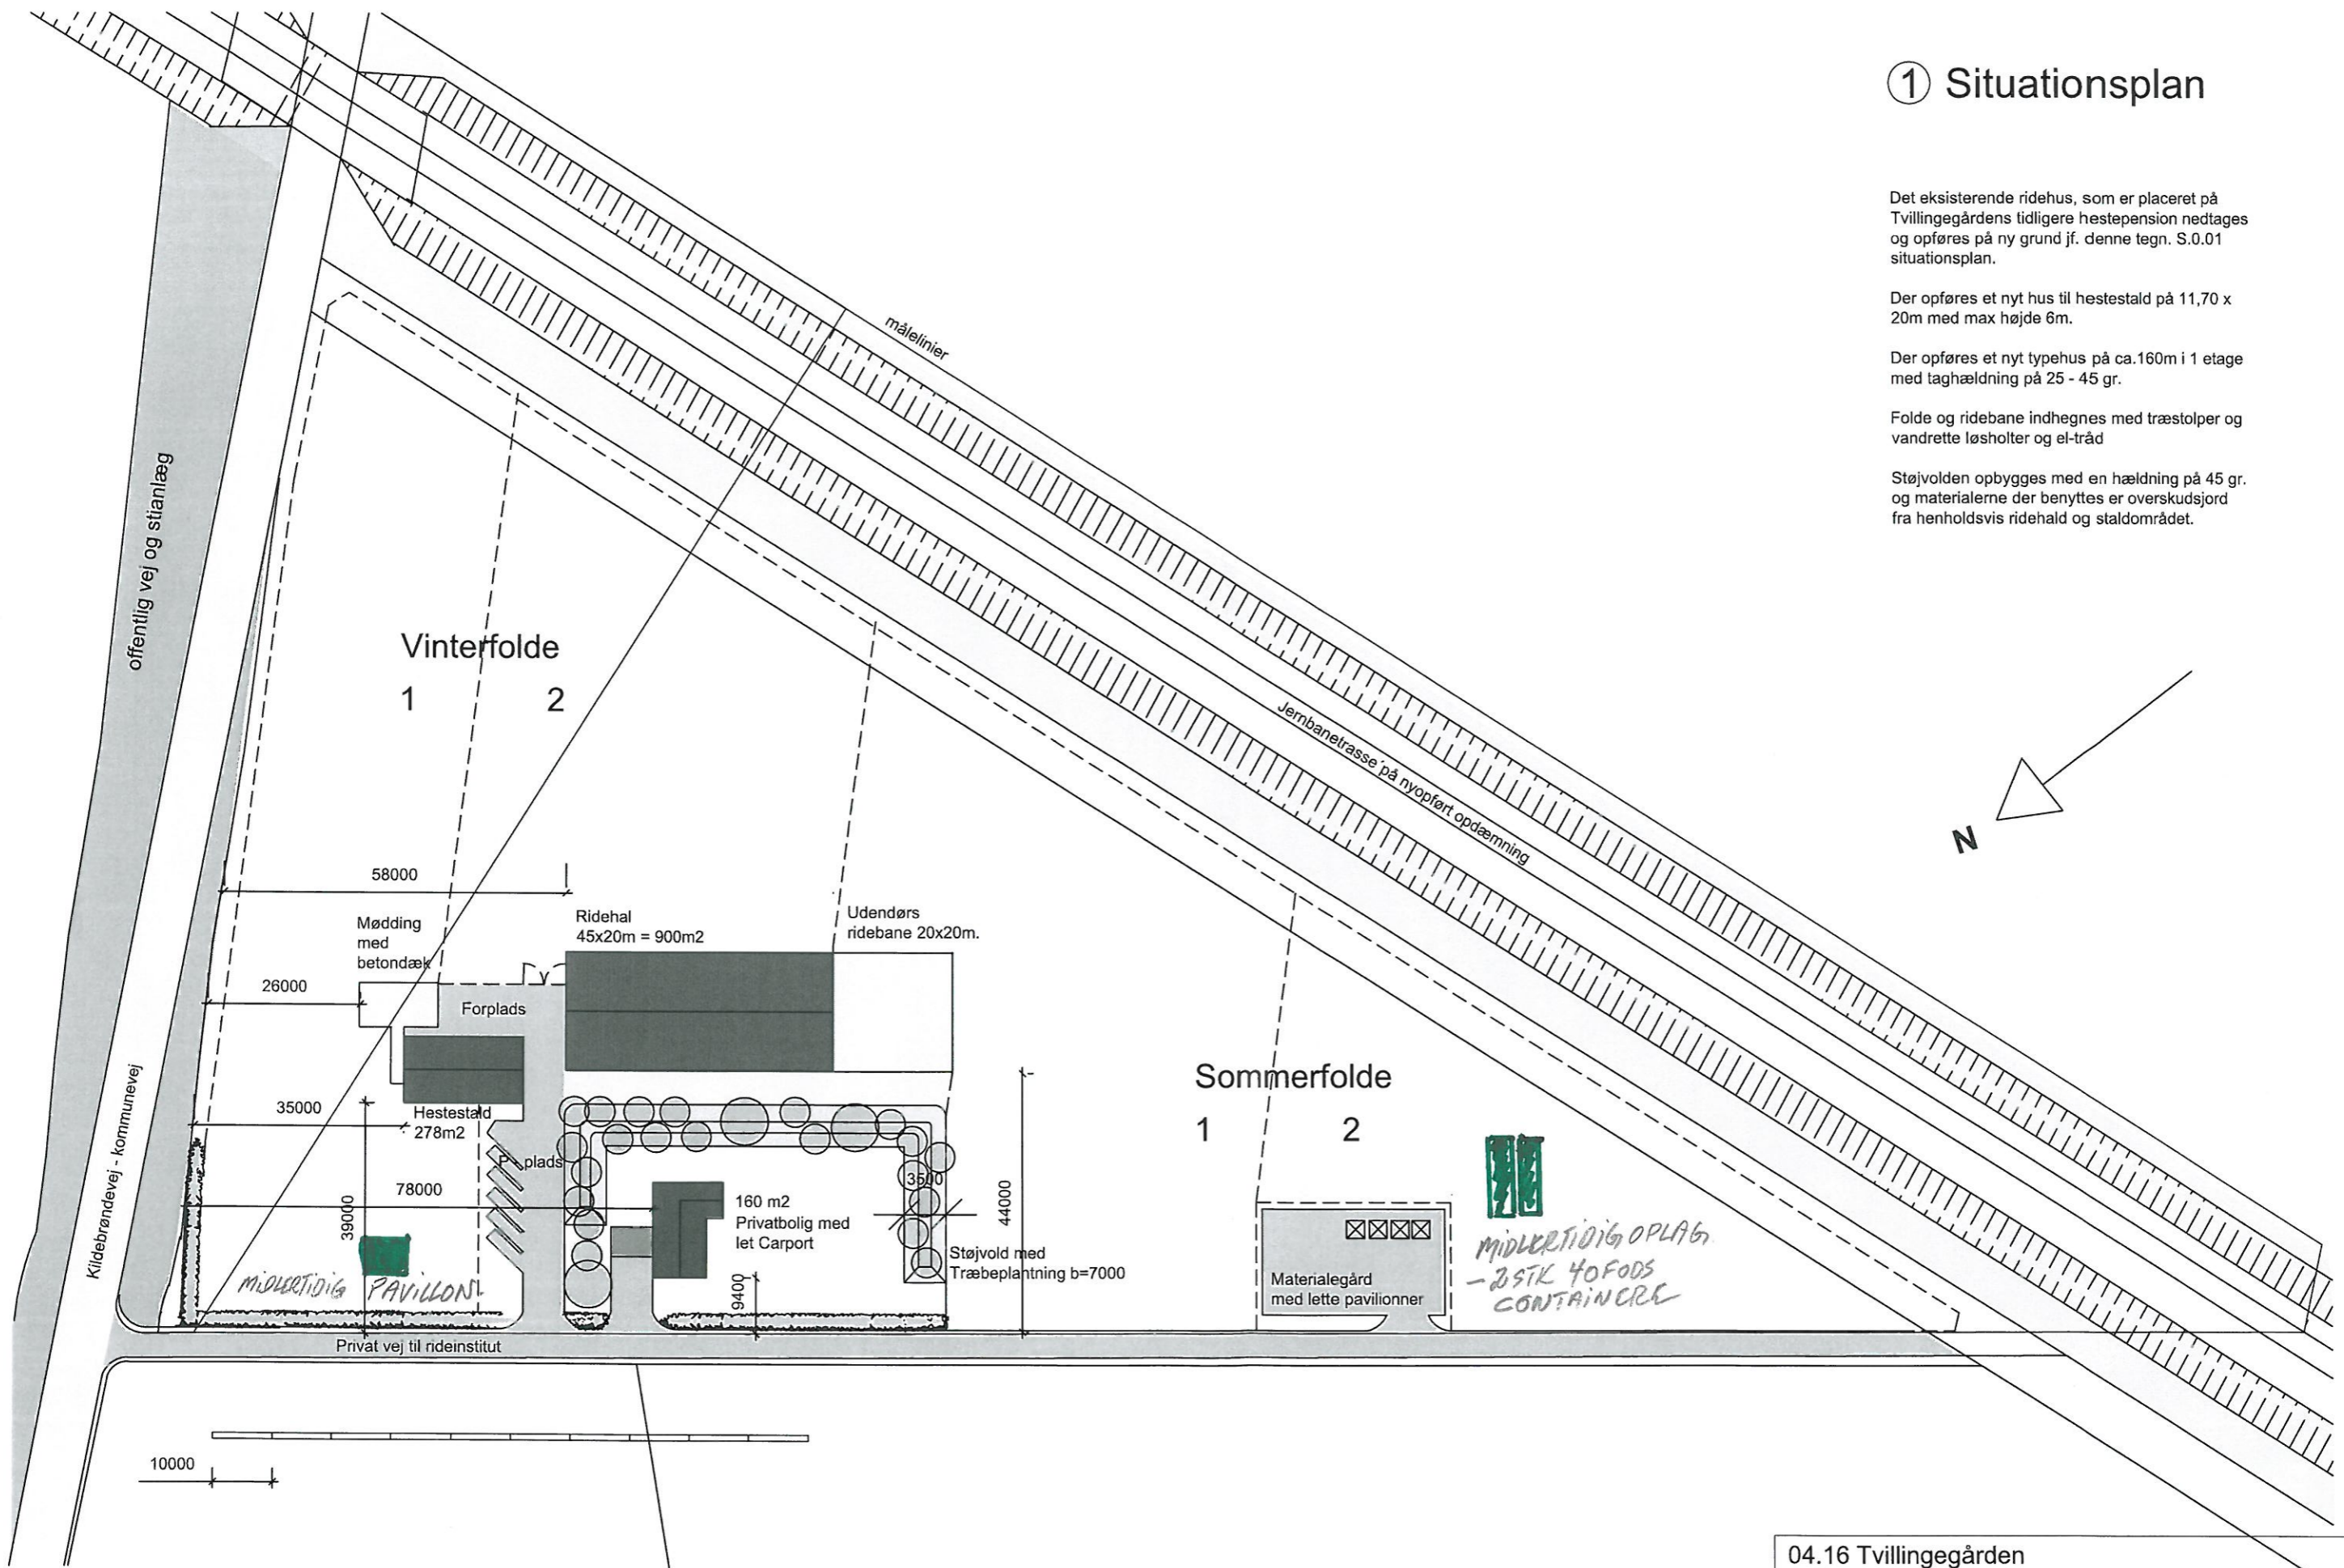 ① Situationsplan
Det eksisterende ridehus, som er placeret på
Tvillingegårdens tidligere hestepension nedtages
og opføres på ny grund jf. denne tegn. S.0.01
situationsplan.
Der opføres et nyt hus til hestestald på 11,70 x
20m med max højde 6m.
Der opføres et nyt typehus på ca.160m i 1 etage
med taghældning på 25 - 45 gr.
Folde og ridebane indhegnes med træstolper og
vandrette løsholter og el-tråd
Støjvolden opbygges med en hældning på 45 gr.
og materialerne der benyttes er overskudsjord
fra henholdsvis ridehald og staldområdet.
målelinier
offentlig vej og stianlæg
Vinterfolde
1 2
Jernbanetrasse´på nyopført opdæmning
N
58000
Mødding
med
betondæk
Ridehal
45x20m = 900m2
Udendørs
ridebane 20x20m.
26000
Forplads
Sommerfolde
1 2
35000
Hestestald
278m2
P plads
78000
39000
3500
44000
160 m2
Privatbolig med
let Carport
9400
Støjvold med
Træbeplantning b=7000
Materialegård
med lette pavilionner
MIDLERTIDIG OPLAG
- 2 STK 40 FODS
CONTAINERE
MIDLERTIDIG PAVILLON
Kildebrøndevej - kommunevej
Privat vej til rideinstitut
10000
04.16 Tvillingegården